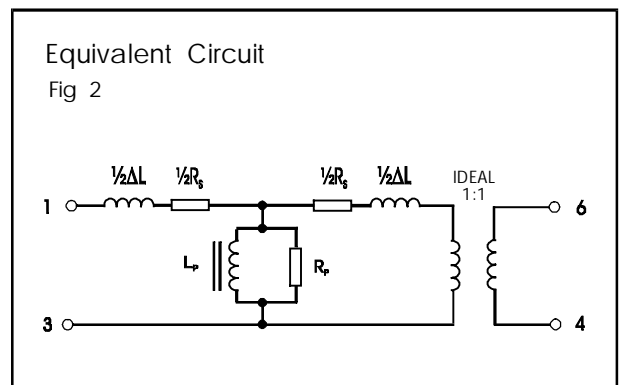 Equivalent Circuit
Fig 2
½ΔL ½Rₛ ½Rₛ ½ΔL IDEAL
1:1
1 6
Lₚ Rₚ
3 4